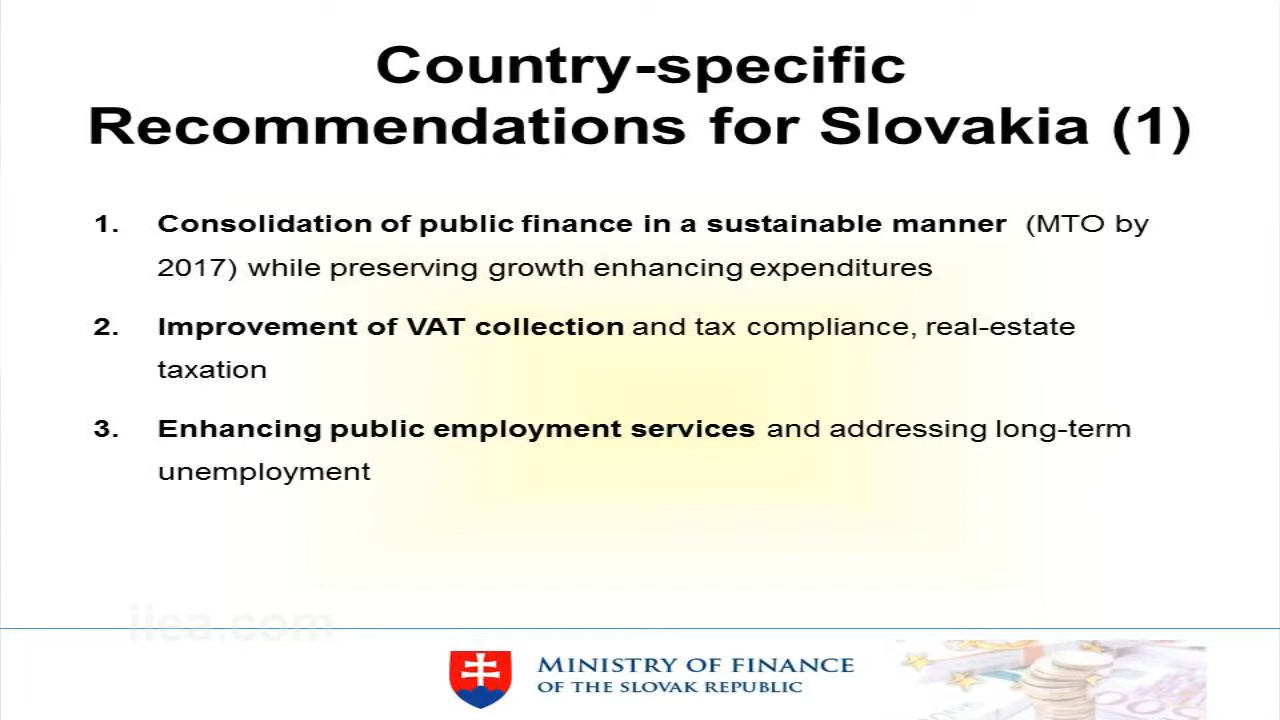 Country-specific
Recommendations for Slovakia (1)
1. Consolidation of public finance in a sustainable manner (MTO by
2017) while preserving growth enhancing expenditures
2. Improvement of VAT collection and tax compliance, real-estate
taxation
3. Enhancing public employment services and addressing long-term
unemployment
iiea.com
MINISTRY OF FINANCE
OF THE SLOVAK REPUBLIC